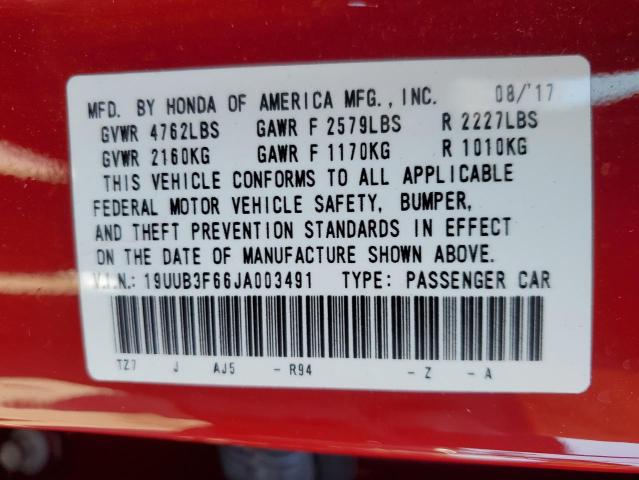 MFD. BY HONDA OF AMERICA MFG., INC. 08/'17
GVWR 4762LBS GAWR F 2579LBS R 2227LBS
GVWR 2160KG GAWR F 1170KG R 1010KG
THIS VEHICLE CONFORMS TO ALL APPLICABLE
FEDERAL MOTOR VEHICLE SAFETY, BUMPER,
AND THEFT PREVENTION STANDARDS IN EFFECT
ON THE DATE OF MANUFACTURE SHOWN ABOVE.
V.I.N.: 19UUB3F66JA003491 TYPE: PASSENGER CAR
TZ7 J AJ5 - R94 - Z - A